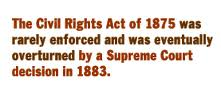 The Civil Rights Act of 1875 was
rarely enforced and was eventually
overturned by a Supreme Court
decision in 1883.